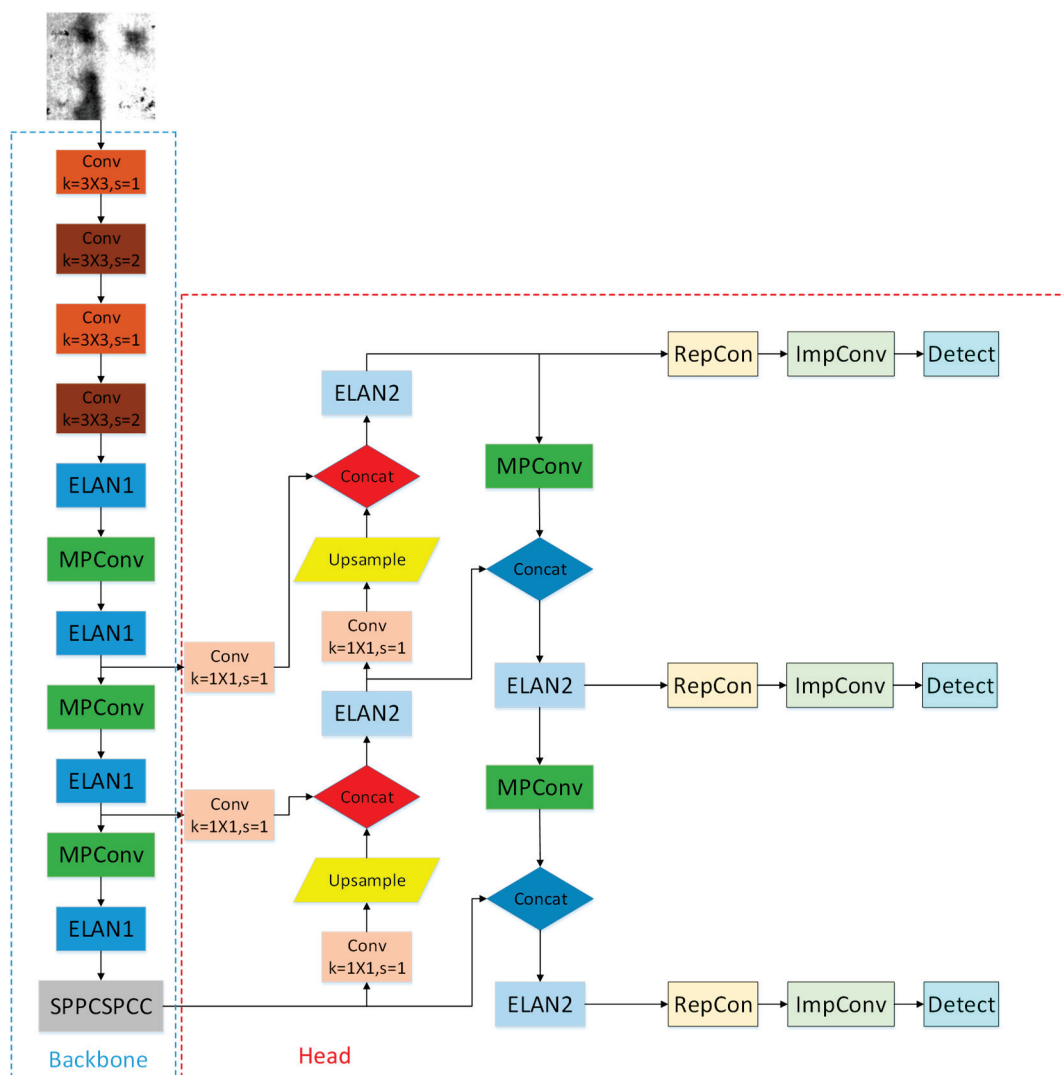 Conv
k=3X3,s=1
Conv
k=3X3,s=2
Conv
k=3X3,s=1
Conv
k=3X3,s=2
ELAN1
MPConv
ELAN1
MPConv
ELAN1
MPConv
ELAN1
SPPCSPCC
Backbone
Conv
k=1X1,s=1
Conv
k=1X1,s=1
ELAN2
Concat
Upsample
Conv
k=1X1,s=1
ELAN2
Concat
Upsample
Conv
k=1X1,s=1
MPConv
Concat
ELAN2
MPConv
Concat
ELAN2
RepCon
ImpConv
Detect
RepCon
ImpConv
Detect
RepCon
ImpConv
Detect
Head